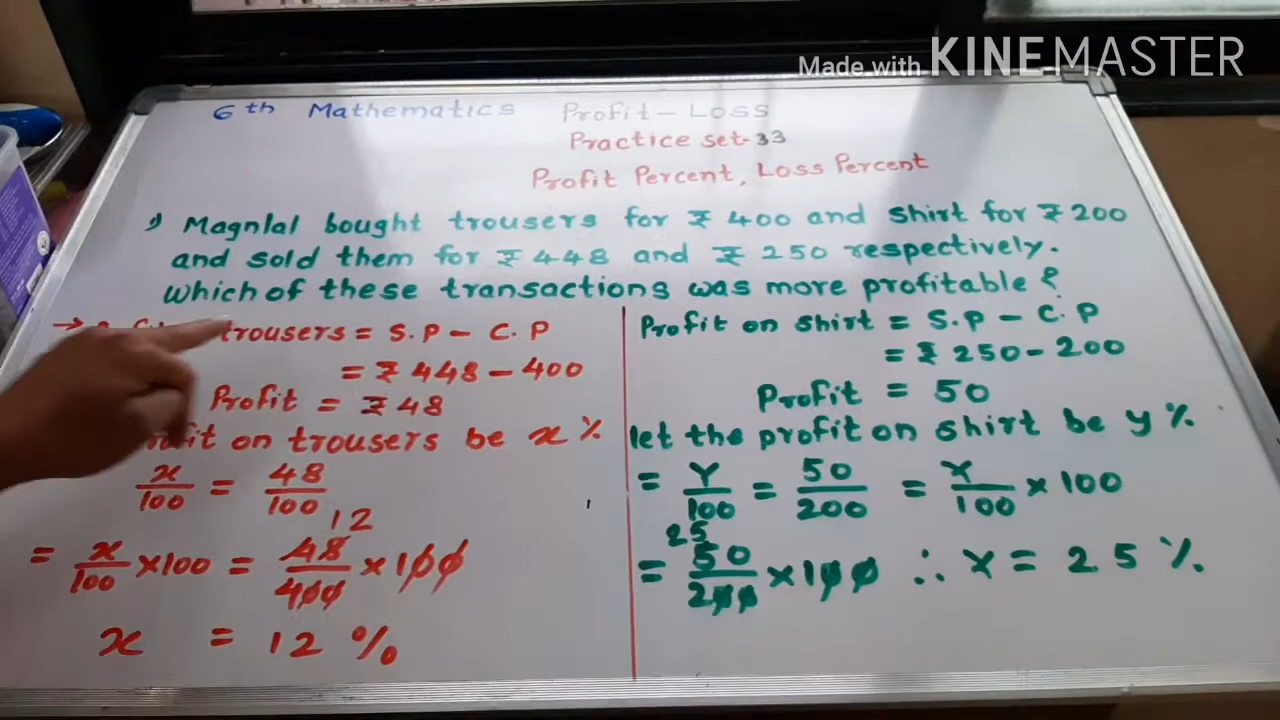 Made with KINEMASTER
6th Mathematics Profit-Loss
Practice set-33
Profit Percent, Loss Percent
1) Magnlal bought trousers for ₹ 400 and shirt for ₹ 200
and sold them for ₹ 448 and ₹ 250 respectively.
Which of these transactions was more profitable ?
→ trousers = S.P - C.P
= ₹ 448 - 400
Profit = ₹ 48
on trousers be x %
x/100 = 48/100
12
= x/100 × 100 = 48/400 × 100
x = 12 %
Profit on shirt = S.P - C.P
= ₹ 250 - 200
Profit = 50
let the profit on shirt be y %
= Y/100 = 50/200 = Y/100 × 100
25
= 50/200 × 100 ∴ Y = 25 %